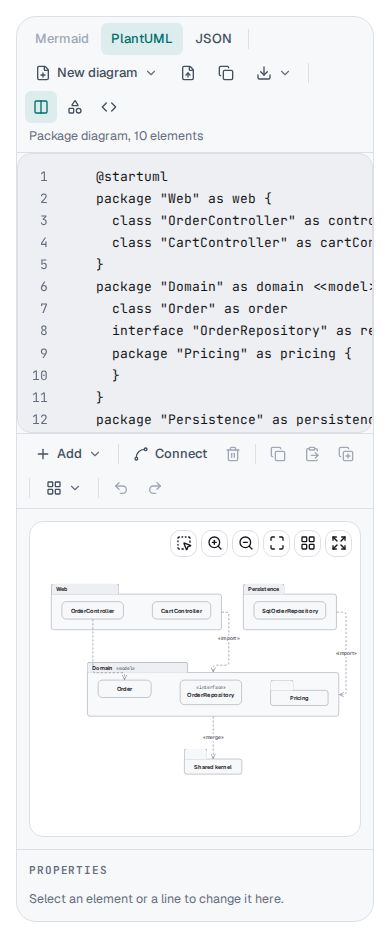 Mermaid PlantUML JSON
New diagram
Package diagram, 10 elements
1 @startuml
2 package "Web" as web {
3 class "OrderController" as contro
4 class "CartController" as cartCon
5 }
6 package "Domain" as domain <<model>
7 class "Order" as order
8 interface "OrderRepository" as re
9 package "Pricing" as pricing {
10 }
11 }
12 package "Persistence" as persistenc
Add Connect
Web Persistence
OrderController CartController SqlOrderRepository
«import»
«import»
Domain «model»
Order «interface» OrderRepository Pricing
«merge»
Shared kernel
PROPERTIES
Select an element or a line to change it here.